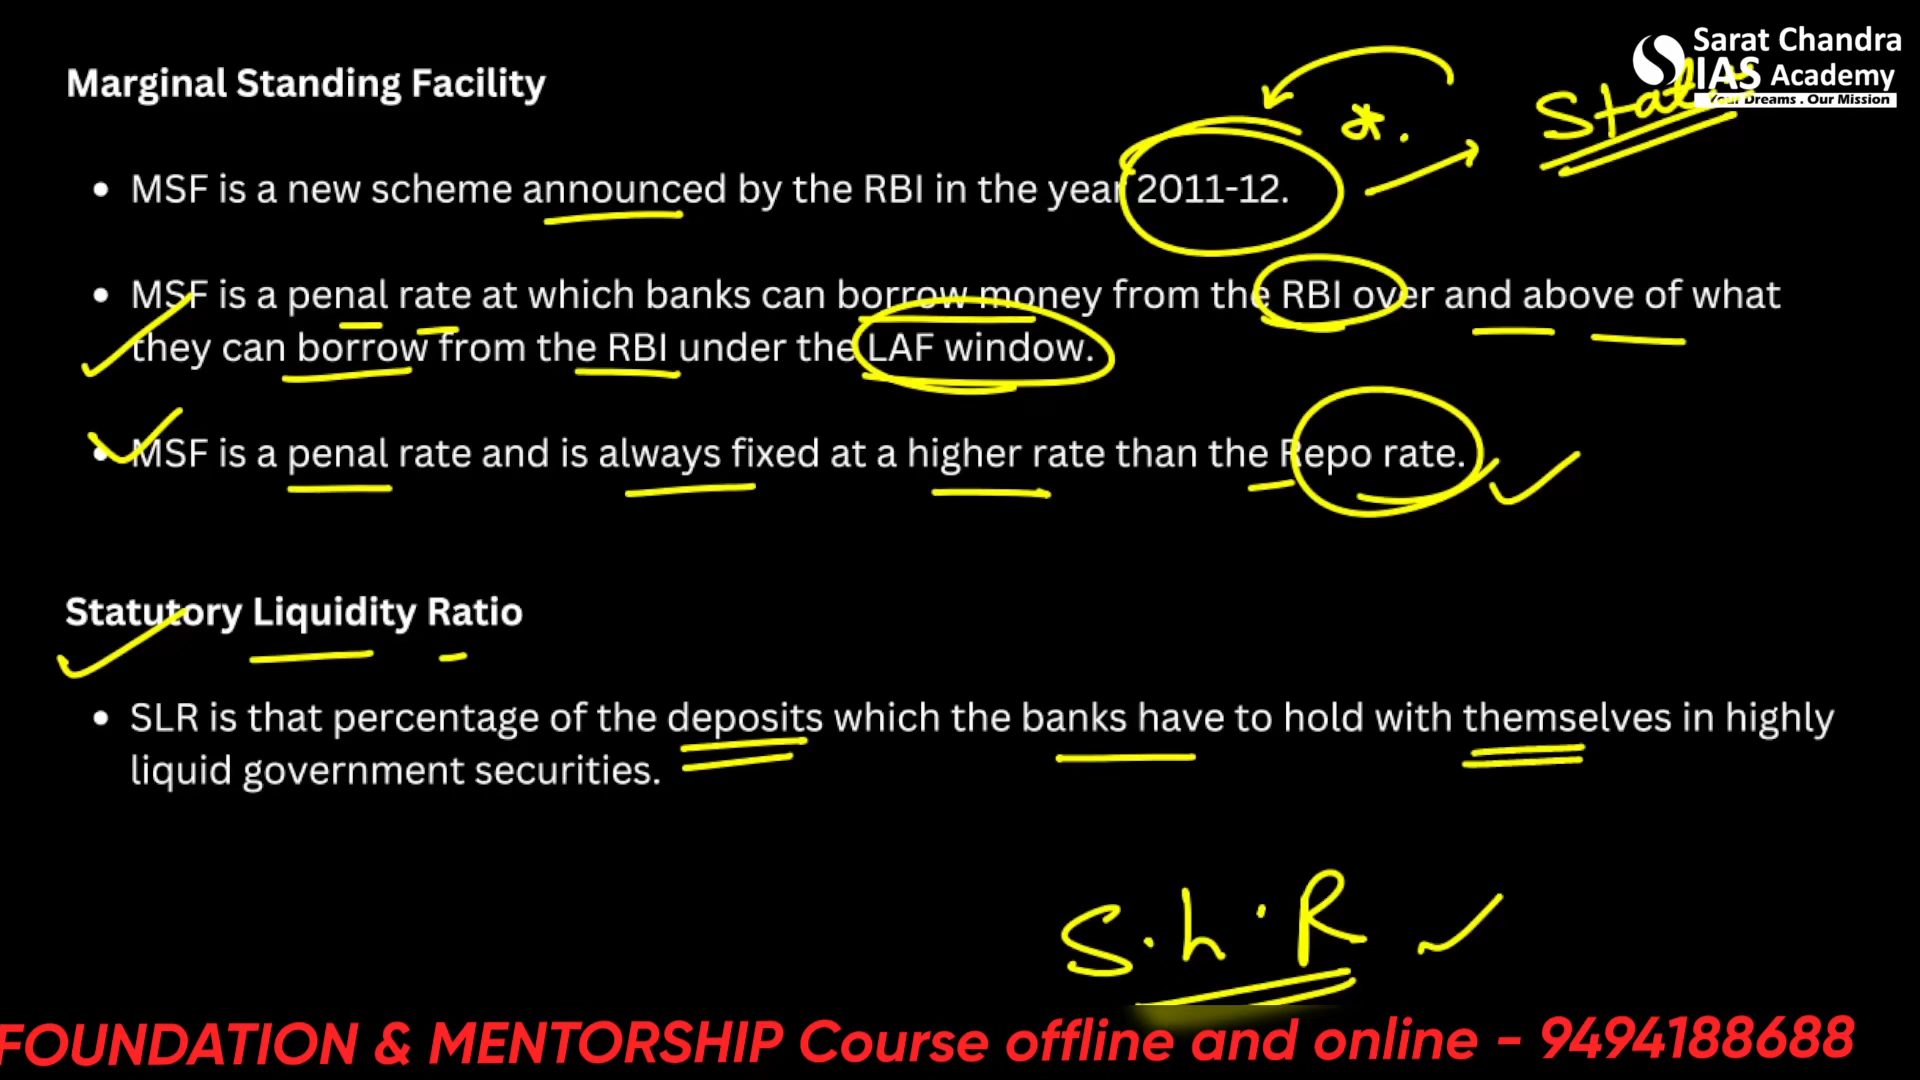 Sarat Chandra
IAS Academy
Your Dreams . Our Mission
Marginal Standing Facility
*.
• MSF is a new scheme announced by the RBI in the year 2011-12.
• MSF is a penal rate at which banks can borrow money from the RBI over and above of what
they can borrow from the RBI under the LAF window.
• MSF is a penal rate and is always fixed at a higher rate than the Repo rate.
Statutory Liquidity Ratio
• SLR is that percentage of the deposits which the banks have to hold with themselves in highly
liquid government securities.
S.L.R
FOUNDATION & MENTORSHIP Course offline and online - 9494188688